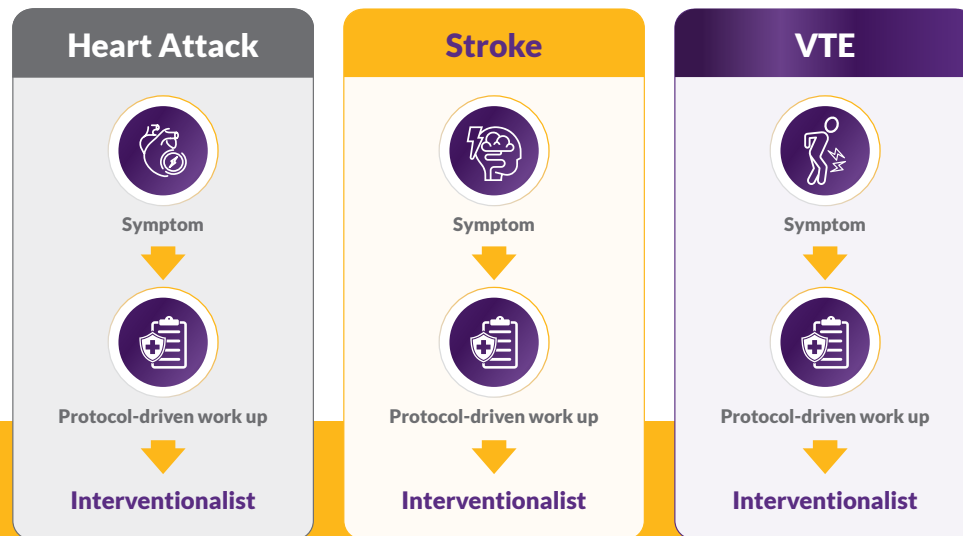 Heart Attack
Symptom
Protocol-driven work up
Interventionalist
Stroke
Symptom
Protocol-driven work up
Interventionalist
VTE
Symptom
Protocol-driven work up
Interventionalist